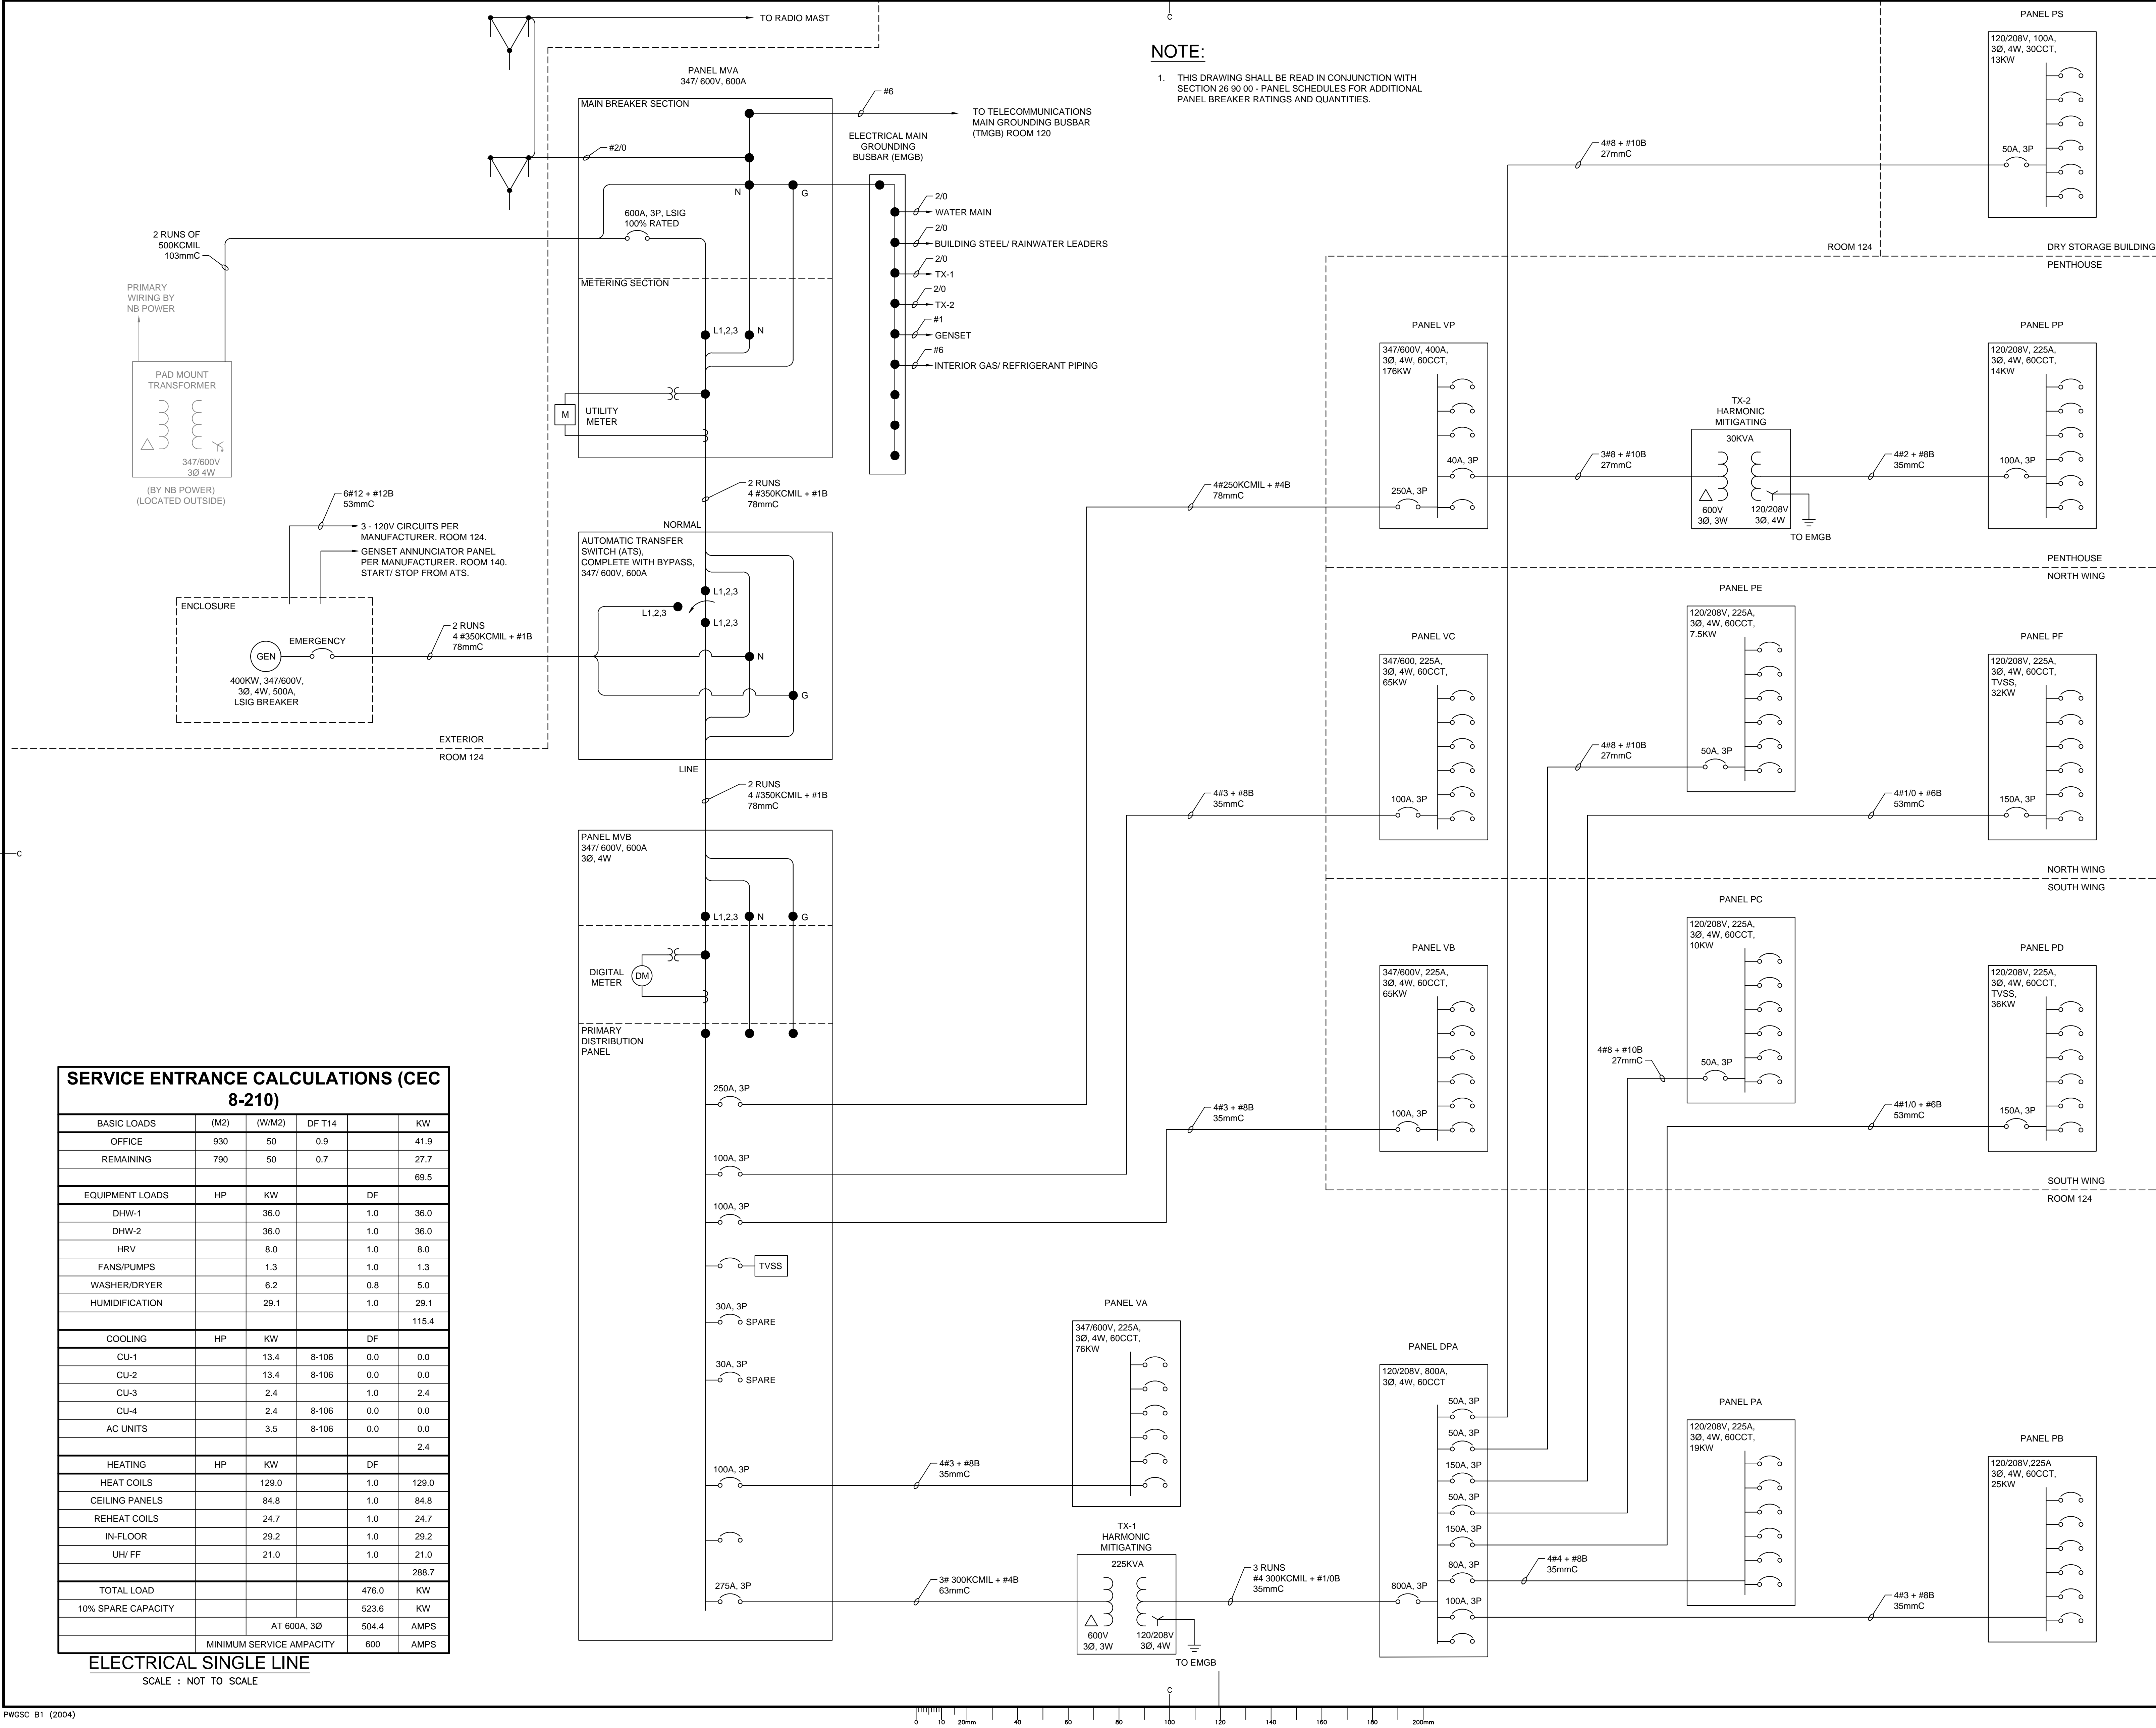 TO RADIO MAST
C
NOTE:
1. THIS DRAWING SHALL BE READ IN CONJUNCTION WITH
SECTION 26 90 00 - PANEL SCHEDULES FOR ADDITIONAL
PANEL BREAKER RATINGS AND QUANTITIES.
PANEL MVA
347/ 600V, 600A
MAIN BREAKER SECTION
#6
TO TELECOMMUNICATIONS
MAIN GROUNDING BUSBAR
(TMGB) ROOM 120
#2/0
ELECTRICAL MAIN
GROUNDING
BUSBAR (EMGB)
N
G
600A, 3P, LSIG
100% RATED
2/0
WATER MAIN
2/0
BUILDING STEEL/ RAINWATER LEADERS
2/0
TX-1
2/0
TX-2
#1
GENSET
#6
INTERIOR GAS/ REFRIGERANT PIPING
2 RUNS OF
500KCMIL
103mmC
PRIMARY
WIRING BY
NB POWER
PAD MOUNT
TRANSFORMER
347/600V
3Ø 4W
(BY NB POWER)
(LOCATED OUTSIDE)
METERING SECTION
L1,2,3
N
M
UTILITY
METER
2 RUNS
4 #350KCMIL + #1B
78mmC
NORMAL
6#12 + #12B
53mmC
3 - 120V CIRCUITS PER
MANUFACTURER. ROOM 124.
GENSET ANNUNCIATOR PANEL
PER MANUFACTURER. ROOM 140.
START/ STOP FROM ATS.
ENCLOSURE
EMERGENCY
GEN
400KW, 347/600V,
3Ø, 4W, 500A,
LSIG BREAKER
2 RUNS
4 #350KCMIL + #1B
78mmC
EXTERIOR
ROOM 124
AUTOMATIC TRANSFER
SWITCH (ATS),
COMPLETE WITH BYPASS,
347/ 600V, 600A
L1,2,3
L1,2,3
L1,2,3
N
G
LINE
2 RUNS
4 #350KCMIL + #1B
78mmC
C
PANEL MVB
347/ 600V, 600A
3Ø, 4W
L1,2,3
N
G
DIGITAL
METER
DM
PRIMARY
DISTRIBUTION
PANEL
250A, 3P
100A, 3P
100A, 3P
TVSS
30A, 3P
SPARE
30A, 3P
SPARE
100A, 3P
275A, 3P
4#3 + #8B
35mmC
3# 300KCMIL + #4B
63mmC
PANEL VA
347/600V, 225A,
3Ø, 4W, 60CCT,
76KW
TX-1
HARMONIC
MITIGATING
225KVA
600V
3Ø, 3W
120/208V
3Ø, 4W
TO EMGB
3 RUNS
#4 300KCMIL + #1/0B
35mmC
PANEL DPA
120/208V, 800A,
3Ø, 4W, 60CCT
50A, 3P
50A, 3P
150A, 3P
50A, 3P
150A, 3P
80A, 3P
800A, 3P
100A, 3P
4#4 + #8B
35mmC
PANEL PA
120/208V, 225A,
3Ø, 4W, 60CCT,
19KW
4#3 + #8B
35mmC
PANEL PB
120/208V,225A
3Ø, 4W, 60CCT,
25KW
PANEL PS
120/208V, 100A,
3Ø, 4W, 30CCT,
13KW
50A, 3P
4#8 + #10B
27mmC
ROOM 124
DRY STORAGE BUILDING
PENTHOUSE
PANEL VP
347/600V, 400A,
3Ø, 4W, 60CCT,
176KW
40A, 3P
250A, 3P
4#250KCMIL + #4B
78mmC
3#8 + #10B
27mmC
TX-2
HARMONIC
MITIGATING
30KVA
600V
3Ø, 3W
120/208V
3Ø, 4W
TO EMGB
4#2 + #8B
35mmC
PANEL PP
120/208V, 225A,
3Ø, 4W, 60CCT,
14KW
100A, 3P
PENTHOUSE
NORTH WING
PANEL VC
347/600, 225A,
3Ø, 4W, 60CCT,
65KW
100A, 3P
4#3 + #8B
35mmC
PANEL PE
120/208V, 225A,
3Ø, 4W, 60CCT,
7.5KW
50A, 3P
4#8 + #10B
27mmC
4#1/0 + #6B
53mmC
PANEL PF
120/208V, 225A,
3Ø, 4W, 60CCT,
TVSS,
32KW
150A, 3P
NORTH WING
SOUTH WING
PANEL VB
347/600V, 225A,
3Ø, 4W, 60CCT,
65KW
100A, 3P
4#3 + #8B
35mmC
PANEL PC
120/208V, 225A,
3Ø, 4W, 60CCT,
10KW
50A, 3P
4#8 + #10B
27mmC
4#1/0 + #6B
53mmC
PANEL PD
120/208V, 225A,
3Ø, 4W, 60CCT,
TVSS,
36KW
150A, 3P
SOUTH WING
ROOM 124
SERVICE ENTRANCE CALCULATIONS (CEC
8-210)
BASIC LOADS (M2) (W/M2) DF T14 KW
OFFICE 930 50 0.9 41.9
REMAINING 790 50 0.7 27.7
69.5
EQUIPMENT LOADS HP KW DF
DHW-1 36.0 1.0 36.0
DHW-2 36.0 1.0 36.0
HRV 8.0 1.0 8.0
FANS/PUMPS 1.3 1.0 1.3
WASHER/DRYER 6.2 0.8 5.0
HUMIDIFICATION 29.1 1.0 29.1
115.4
COOLING HP KW DF
CU-1 13.4 8-106 0.0 0.0
CU-2 13.4 8-106 0.0 0.0
CU-3 2.4 1.0 2.4
CU-4 2.4 8-106 0.0 0.0
AC UNITS 3.5 8-106 0.0 0.0
2.4
HEATING HP KW DF
HEAT COILS 129.0 1.0 129.0
CEILING PANELS 84.8 1.0 84.8
REHEAT COILS 24.7 1.0 24.7
IN-FLOOR 29.2 1.0 29.2
UH/ FF 21.0 1.0 21.0
288.7
TOTAL LOAD 476.0 KW
10% SPARE CAPACITY 523.6 KW
AT 600A, 3Ø 504.4 AMPS
MINIMUM SERVICE AMPACITY 600 AMPS
ELECTRICAL SINGLE LINE
SCALE : NOT TO SCALE
C
PWGSC B1 (2004)
0 10 20mm 40 60 80 100 120 140 160 180 200mm